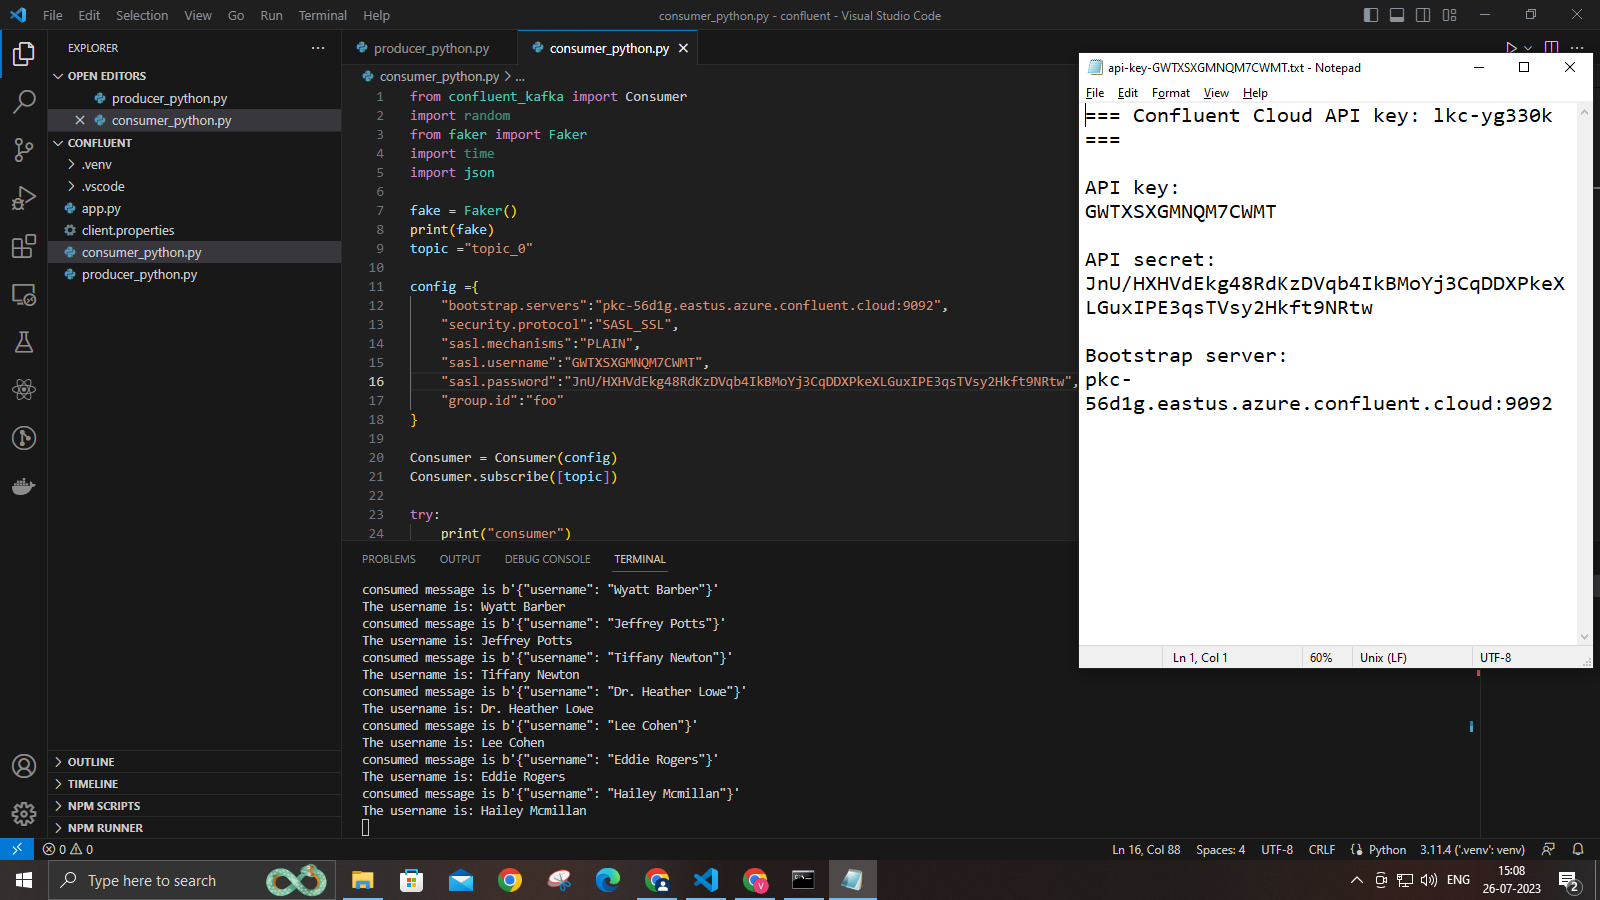 File Edit Selection View Go Run Terminal Help
consumer_python.py - confluent - Visual Studio Code
EXPLORER
OPEN EDITORS
producer_python.py
consumer_python.py
CONFLUENT
.venv
.vscode
app.py
client.properties
consumer_python.py
producer_python.py
OUTLINE
TIMELINE
NPM SCRIPTS
NPM RUNNER
producer_python.py consumer_python.py
consumer_python.py > ...
1 from confluent_kafka import Consumer
2 import random
3 from faker import Faker
4 import time
5 import json
6
7 fake = Faker()
8 print(fake)
9 topic ="topic_0"
10
11 config ={
12 "bootstrap.servers":"pkc-56d1g.eastus.azure.confluent.cloud:9092",
13 "security.protocol":"SASL_SSL",
14 "sasl.mechanisms":"PLAIN",
15 "sasl.username":"GWTXSXGMNQM7CWMT",
16 "sasl.password":"JnU/HXHVdEkg48RdKzDVqb4IkBMoYj3CqDDXPkeXLGuxIPE3qsTVsy2Hkft9NRtw",
17 "group.id":"foo"
18 }
19
20 Consumer = Consumer(config)
21 Consumer.subscribe([topic])
22
23 try:
24 print("consumer")
PROBLEMS OUTPUT DEBUG CONSOLE TERMINAL
consumed message is b'{"username": "Wyatt Barber"}'
The username is: Wyatt Barber
consumed message is b'{"username": "Jeffrey Potts"}'
The username is: Jeffrey Potts
consumed message is b'{"username": "Tiffany Newton"}'
The username is: Tiffany Newton
consumed message is b'{"username": "Dr. Heather Lowe"}'
The username is: Dr. Heather Lowe
consumed message is b'{"username": "Lee Cohen"}'
The username is: Lee Cohen
consumed message is b'{"username": "Eddie Rogers"}'
The username is: Eddie Rogers
consumed message is b'{"username": "Hailey Mcmillan"}'
The username is: Hailey Mcmillan
api-key-GWTXSXGMNQM7CWMT.txt - Notepad
File Edit Format View Help
=== Confluent Cloud API key: lkc-yg330k
===
API key:
GWTXSXGMNQM7CWMT
API secret:
JnU/HXHVdEkg48RdKzDVqb4IkBMoYj3CqDDXPkeX
LGuxIPE3qsTVsy2Hkft9NRtw
Bootstrap server:
pkc-
56d1g.eastus.azure.confluent.cloud:9092
Ln 1, Col 1 60% Unix (LF) UTF-8
0 0
Ln 16, Col 88 Spaces: 4 UTF-8 CRLF Python 3.11.4 ('.venv': venv)
Type here to search
V
ENG
15:08
26-07-2023
2